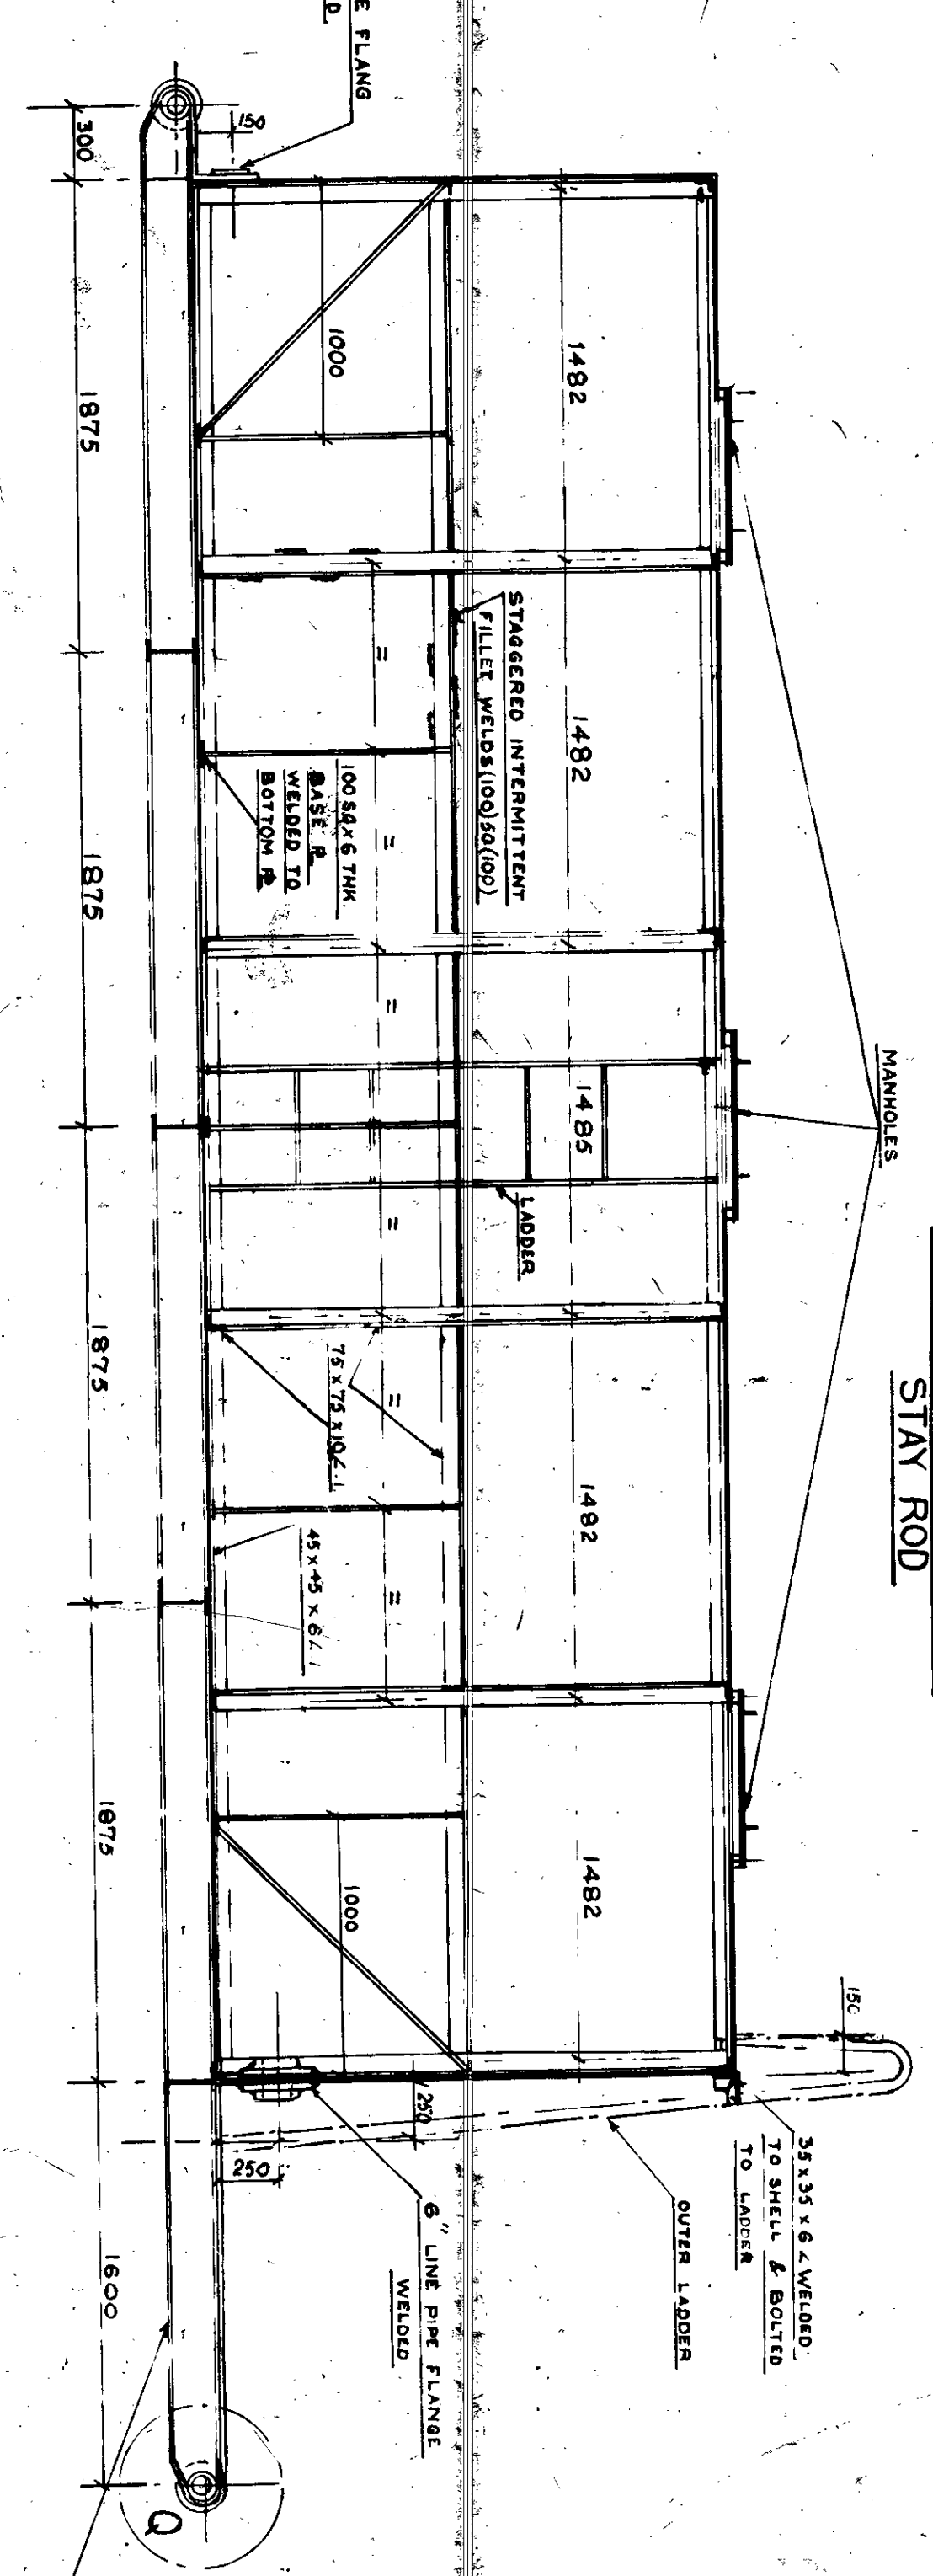 STAY ROD
MANHOLES
150
35 x 35 x 6 < WELDED
TO SHELL & BOLTED
TO LADDER
OUTER LADDER
1482
1482
1485
1482
1482
STAGGERED INTERMITTENT
FILLET WELDS (100) 50 (100)
LADDER
E FLANG
D
1000
=
=
=
=
=
=
1000
250
6" LINE PIPE FLANGE
WELDED
100 SQ x 6 THK
BASE PL
WELDED TO
BOTTOM PL
75 x 75 x 10 L
45 x 45 x 6 L
150
250
300
1875
1875
1875
1875
1600
Q